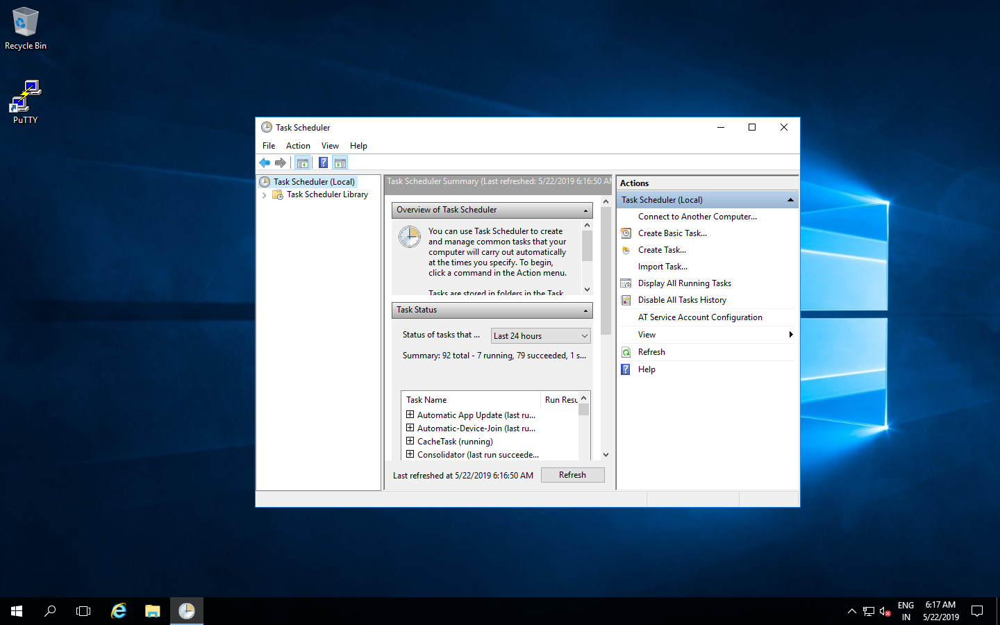 Recycle Bin
PuTTY
Task Scheduler
File Action View Help
Task Scheduler (Local)
Task Scheduler Library
Task Scheduler Summary (Last refreshed: 5/22/2019 6:16:50 AM
Overview of Task Scheduler
You can use Task Scheduler to create
and manage common tasks that your
computer will carry out automatically
at the times you specify. To begin,
click a command in the Action menu.
Tasks are stored in folders in the Task
Task Status
Status of tasks that ... Last 24 hours
Summary: 92 total - 7 running, 79 succeeded, 1 s...
Task Name Run Resu
Automatic App Update (last ru...
Automatic-Device-Join (last ru...
CacheTask (running)
Consolidator (last run succeede...
Last refreshed at 5/22/2019 6:16:50 AM Refresh
Actions
Task Scheduler (Local)
Connect to Another Computer...
Create Basic Task...
Create Task...
Import Task...
Display All Running Tasks
Disable All Tasks History
AT Service Account Configuration
View
Refresh
Help
ENG
IN
6:17 AM
5/22/2019